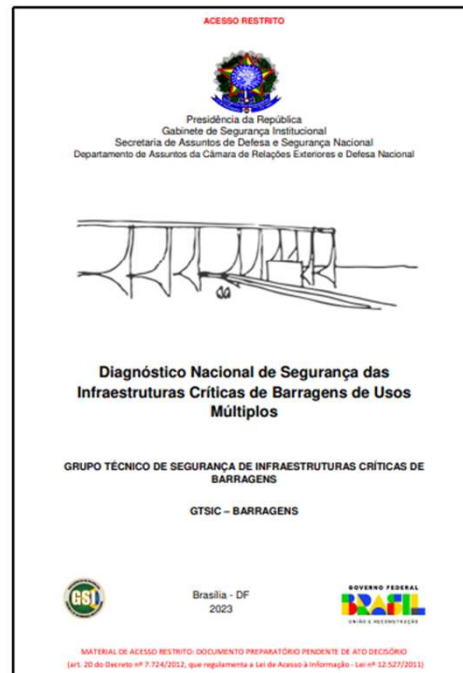 ACESSO RESTRITO
Presidência da República
Gabinete de Segurança Institucional
Secretaria de Assuntos de Defesa e Segurança Nacional
Departamento de Assuntos da Câmara de Relações Exteriores e Defesa Nacional
Diagnóstico Nacional de Segurança das
Infraestruturas Críticas de Barragens de Usos
Múltiplos
GRUPO TÉCNICO DE SEGURANÇA DE INFRAESTRUTURAS CRÍTICAS DE
BARRAGENS
GTSIC – BARRAGENS
GSI
Brasília - DF
2023
GOVERNO FEDERAL
BRASIL
UNIÃO E RECONSTRUÇÃO
MATERIAL DE ACESSO RESTRITO: DOCUMENTO PREPARATÓRIO PENDENTE DE ATO DECISÓRIO
(art. 20 do Decreto nº 7.724/2012, que regulamenta a Lei de Acesso à Informação - Lei nº 12.527/2011)